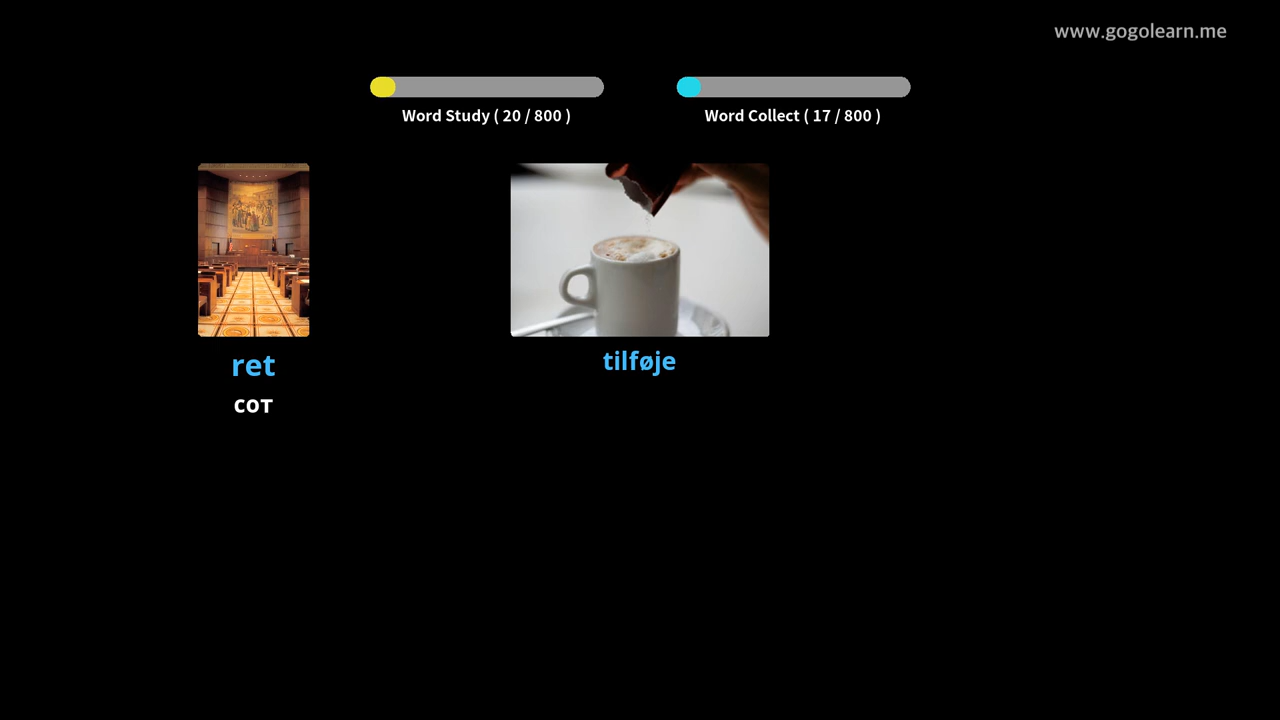 www.gogolearn.me
Word Study ( 20 / 800 )
Word Collect ( 17 / 800 )
ret
сот
tilføje